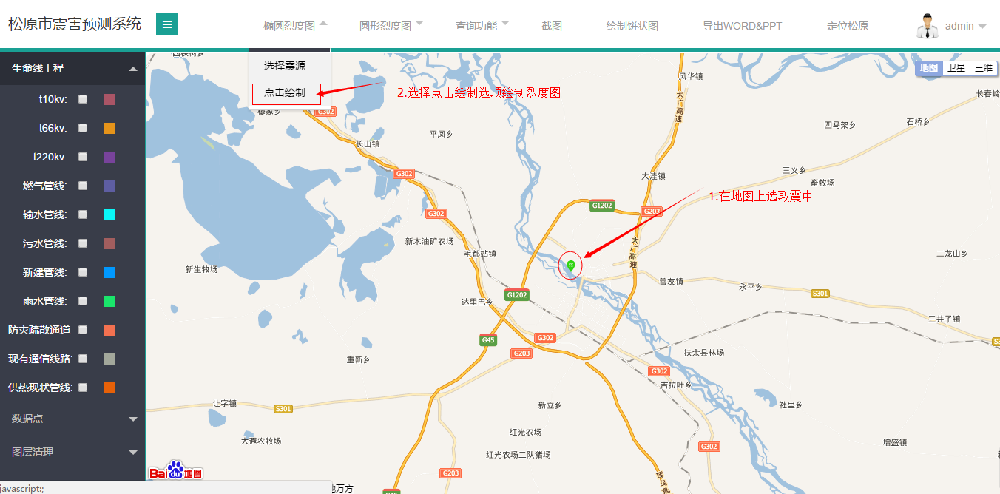 松原市震害预测系统
椭圆烈度图
圆形烈度图
查询功能
截图
绘制饼状图
导出WORD&PPT
定位松原
admin
生命线工程
t10kv:
t66kv:
t220kv:
燃气管线:
输水管线:
污水管线:
新建管线:
雨水管线:
防灾疏散通道
现有通信线路:
供热现状管线:
数据点
图层清理
选择震源
点击绘制
2.选择点击绘制选项绘制烈度图
1.在地图上选取震中
地图
卫星
三维
风华镇
长春岭
大广高速
四马架乡
石桥乡
平凤乡
长山镇
G302
G302
G302
三义乡
畜牧场
大洼镇
G1202
G203
新木油矿农场
毛都站镇
大广高速
二龙山乡
新生牧场
善友镇
永平乡
S301
G1202
达里巴乡
三井子镇
G45
G302
G203
扶余县林场
重新乡
G302
吉拉吐乡
让字镇
S301
新立乡
社里乡
红光农场
大遐农牧场
增盛镇
G302
红光农场二队猪场
G203
Bai du 地图
javascript:;